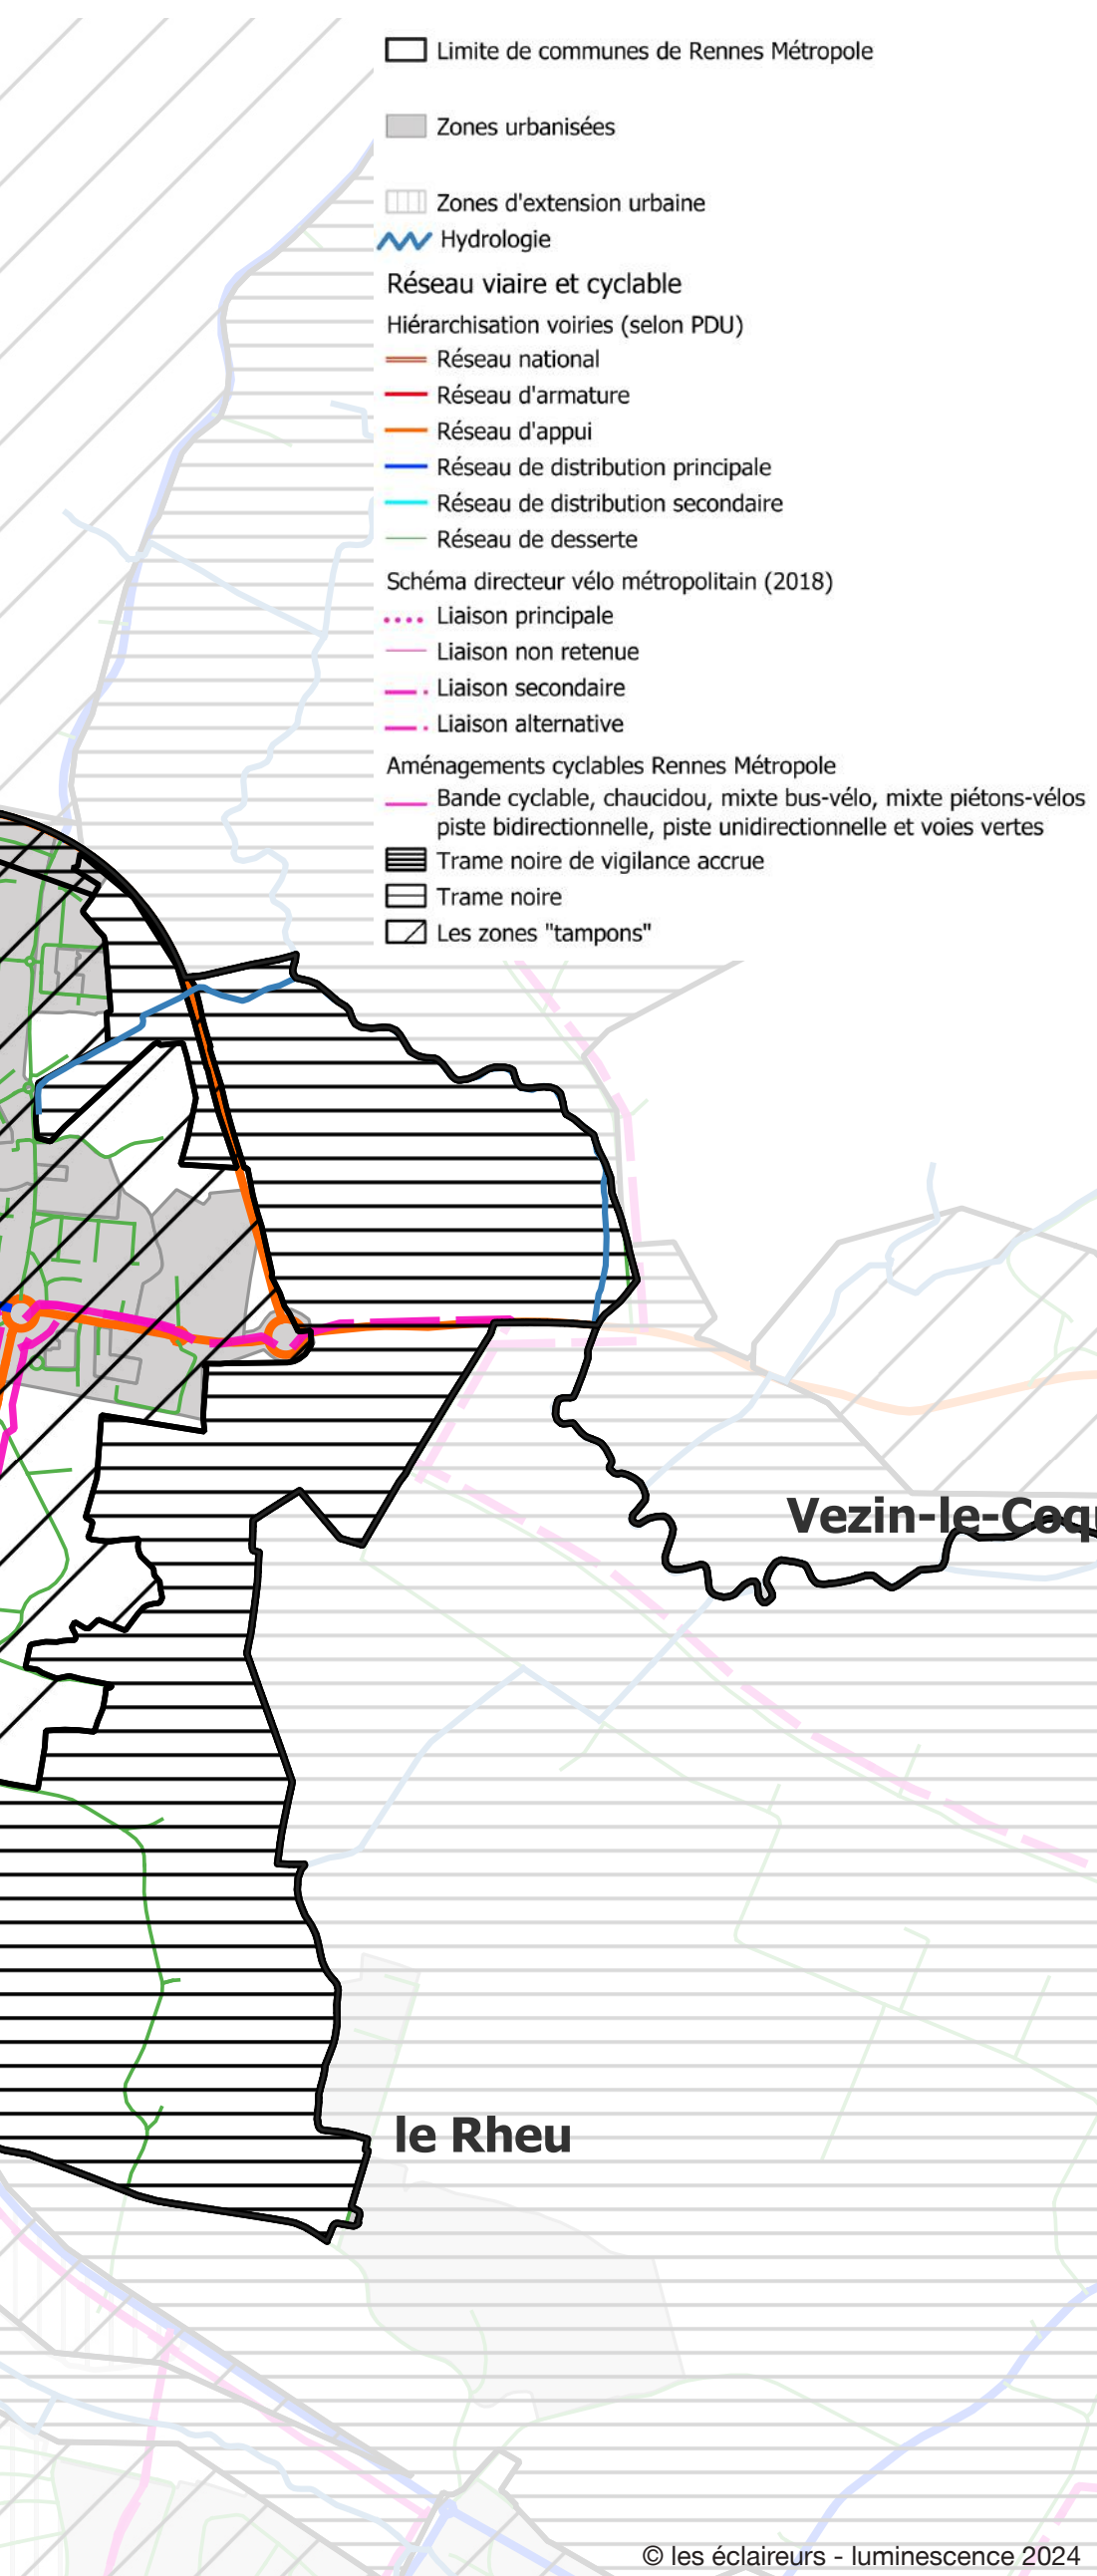 Limite de communes de Rennes Métropole
Zones urbanisées
Zones d'extension urbaine
Hydrologie
Réseau viaire et cyclable
Hiérarchisation voiries (selon PDU)
Réseau national
Réseau d'armature
Réseau d'appui
Réseau de distribution principale
Réseau de distribution secondaire
Réseau de desserte
Schéma directeur vélo métropolitain (2018)
Liaison principale
Liaison non retenue
Liaison secondaire
Liaison alternative
Aménagements cyclables Rennes Métropole
Bande cyclable, chaucidou, mixte bus-vélo, mixte piétons-vélos
piste bidirectionnelle, piste unidirectionnelle et voies vertes
Trame noire de vigilance accrue
Trame noire
Les zones "tampons"
Vezin-le-Coq
le Rheu
© les éclaireurs - luminescence 2024